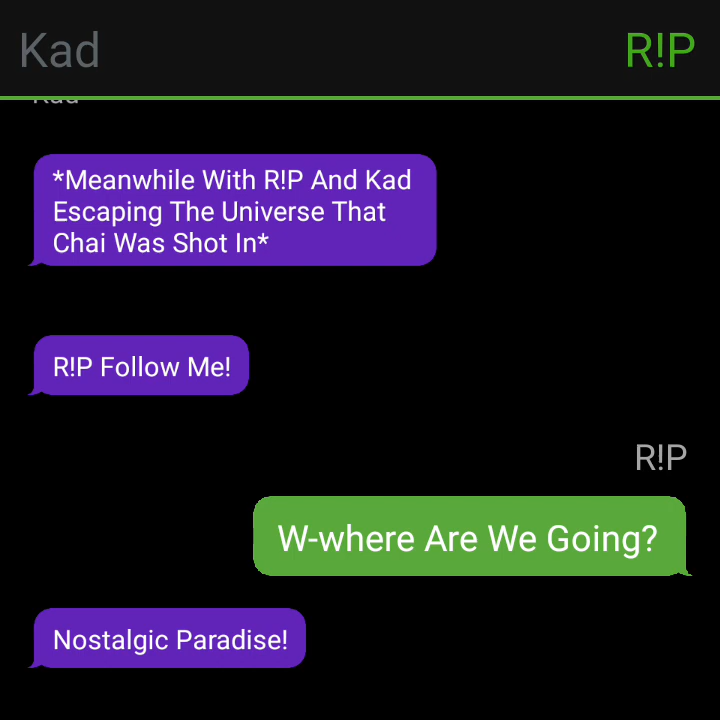 Kad
R!P
*Meanwhile With R!P And Kad
Escaping The Universe That
Chai Was Shot In*
R!P Follow Me!
R!P
W-where Are We Going?
Nostalgic Paradise!